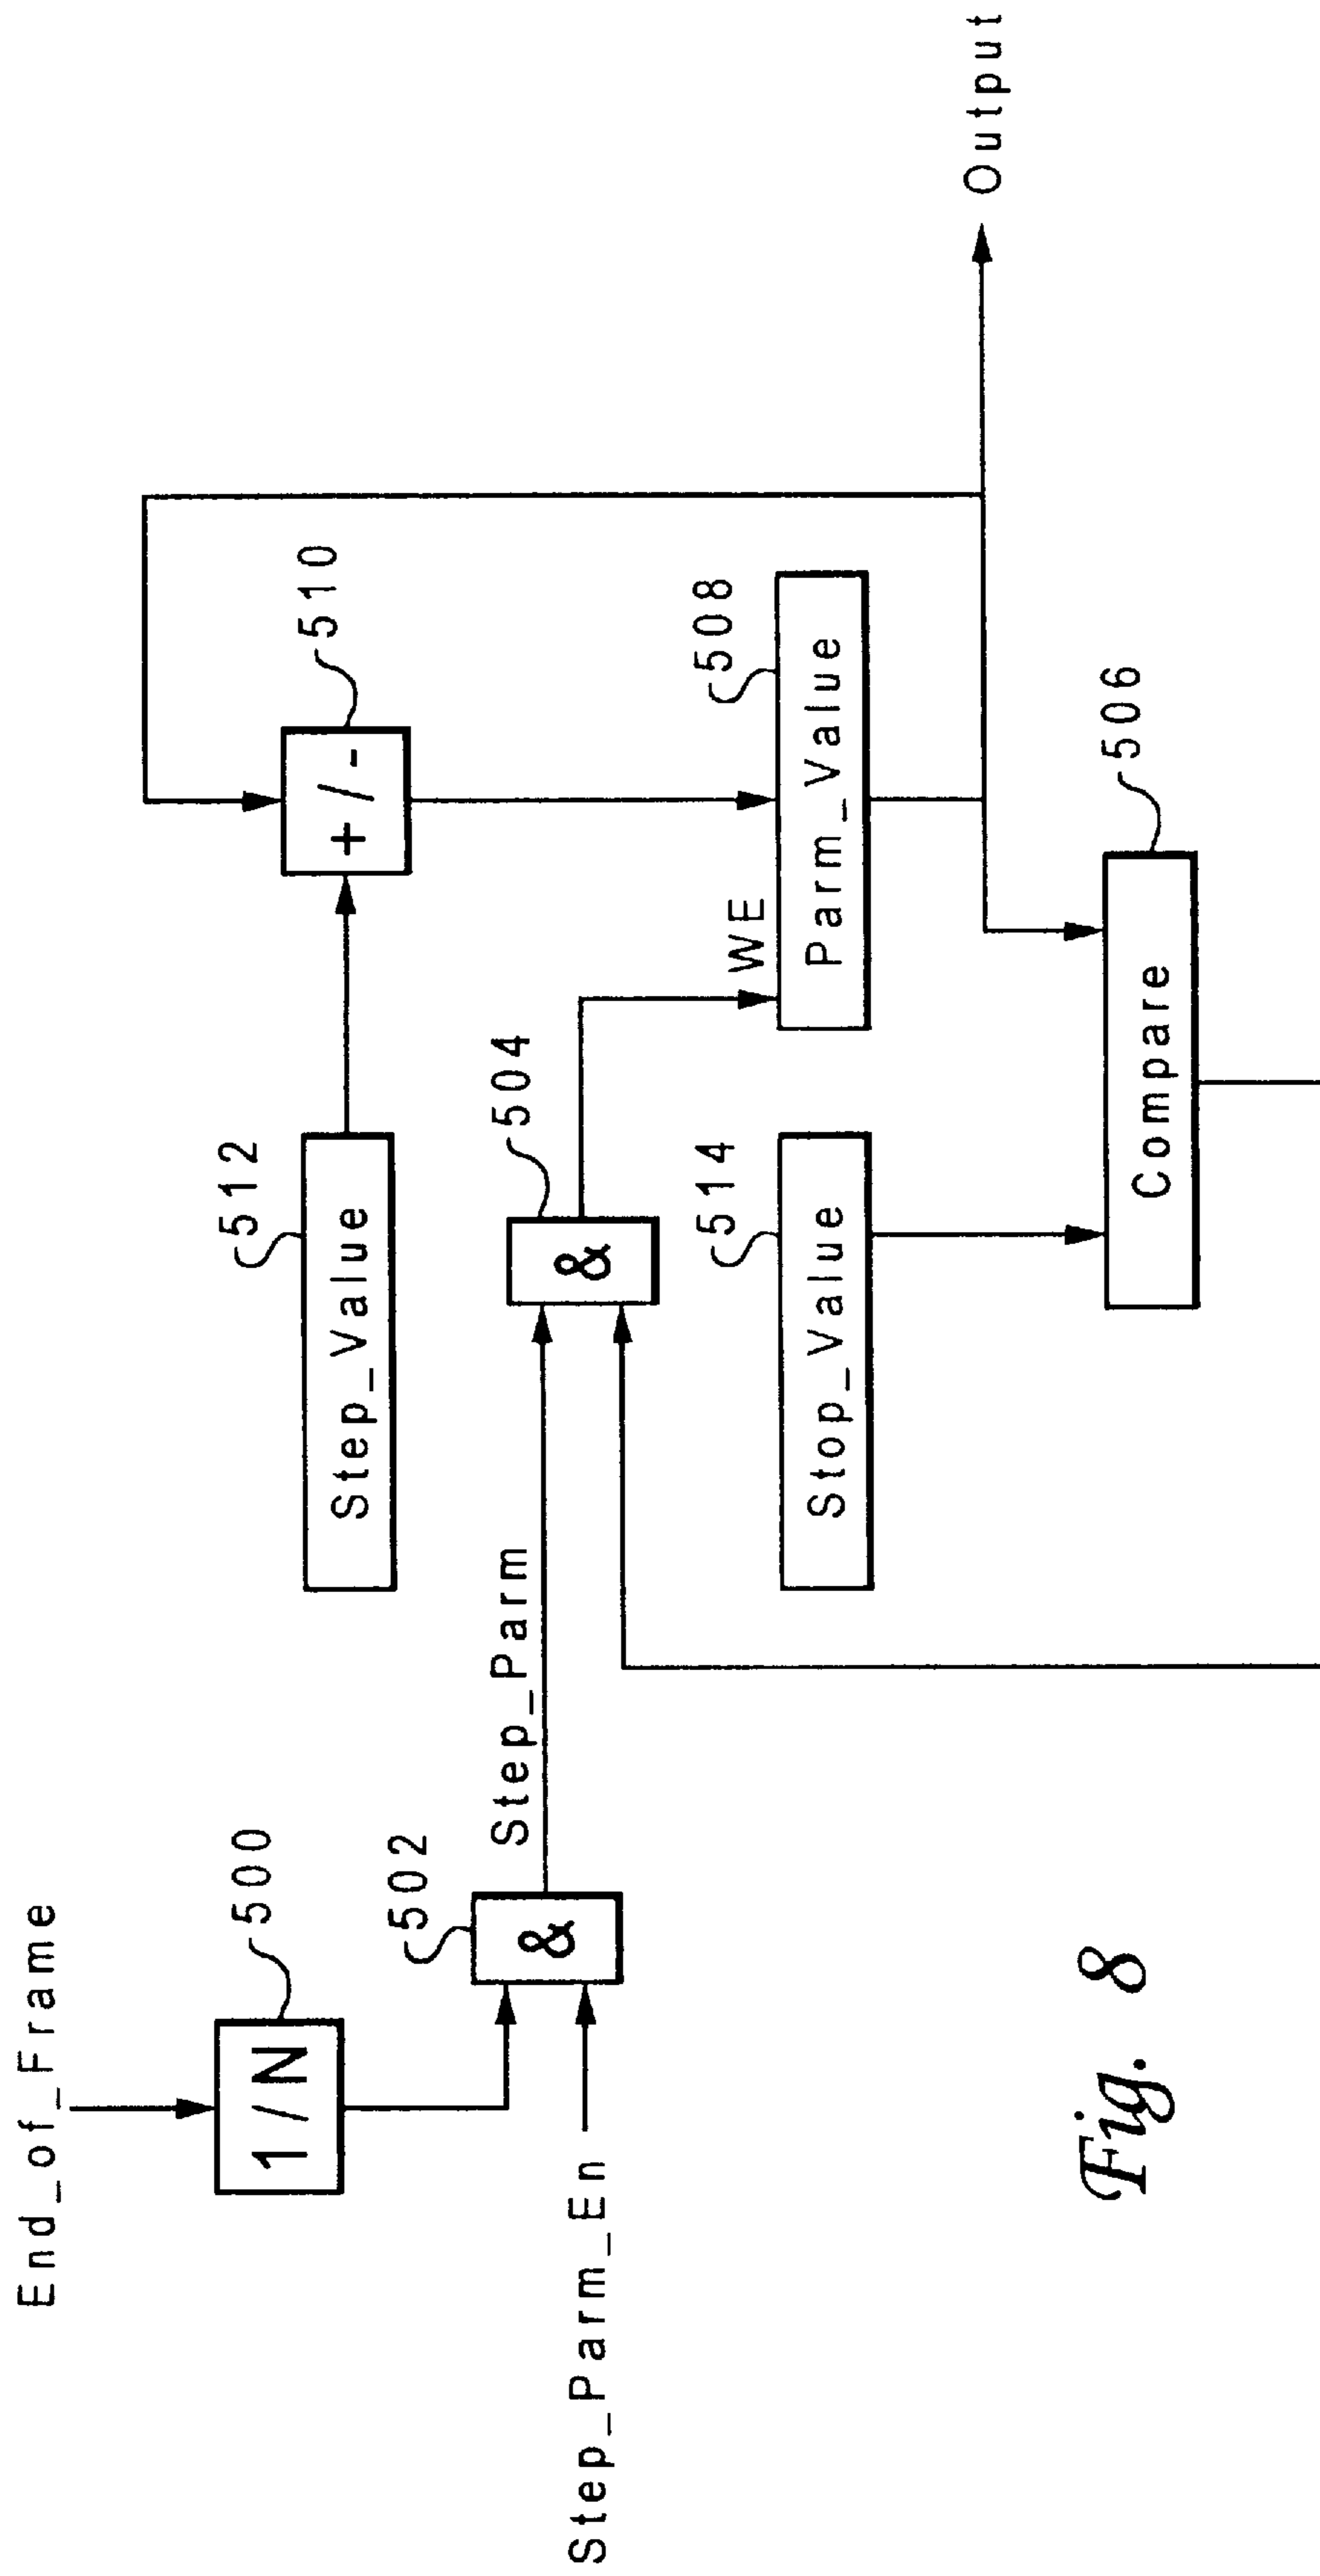 End_of_Frame
1/N
500
Step_Parm_En
&
502
Step_Parm
Step_Value
512
+/-
510
&
504
WE
Stop_Value
514
Parm_Value
508
Output
Compare
506
Fig. 8